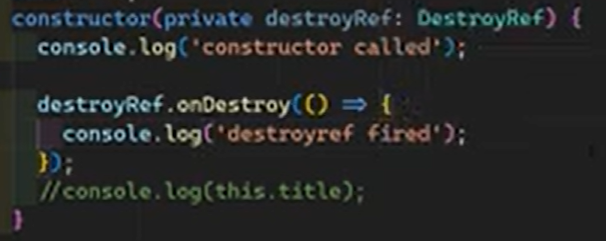 constructor(private destroyRef: DestroyRef) {
console.log('constructor called');
destroyRef.onDestroy(() => {
console.log('destroyref fired');
});
//console.log(this.title);
}